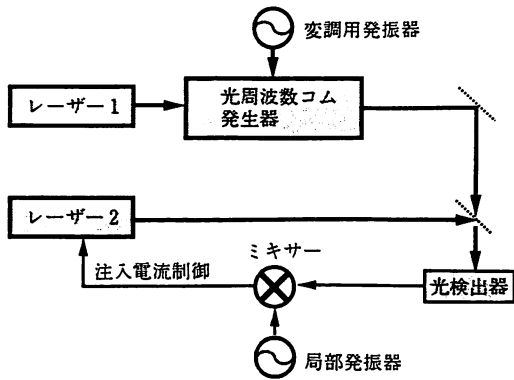 変調用発振器
レーザー1
光周波数コム
発生器
レーザー2
ミキサー
注入電流制御
光検出器
局部発振器